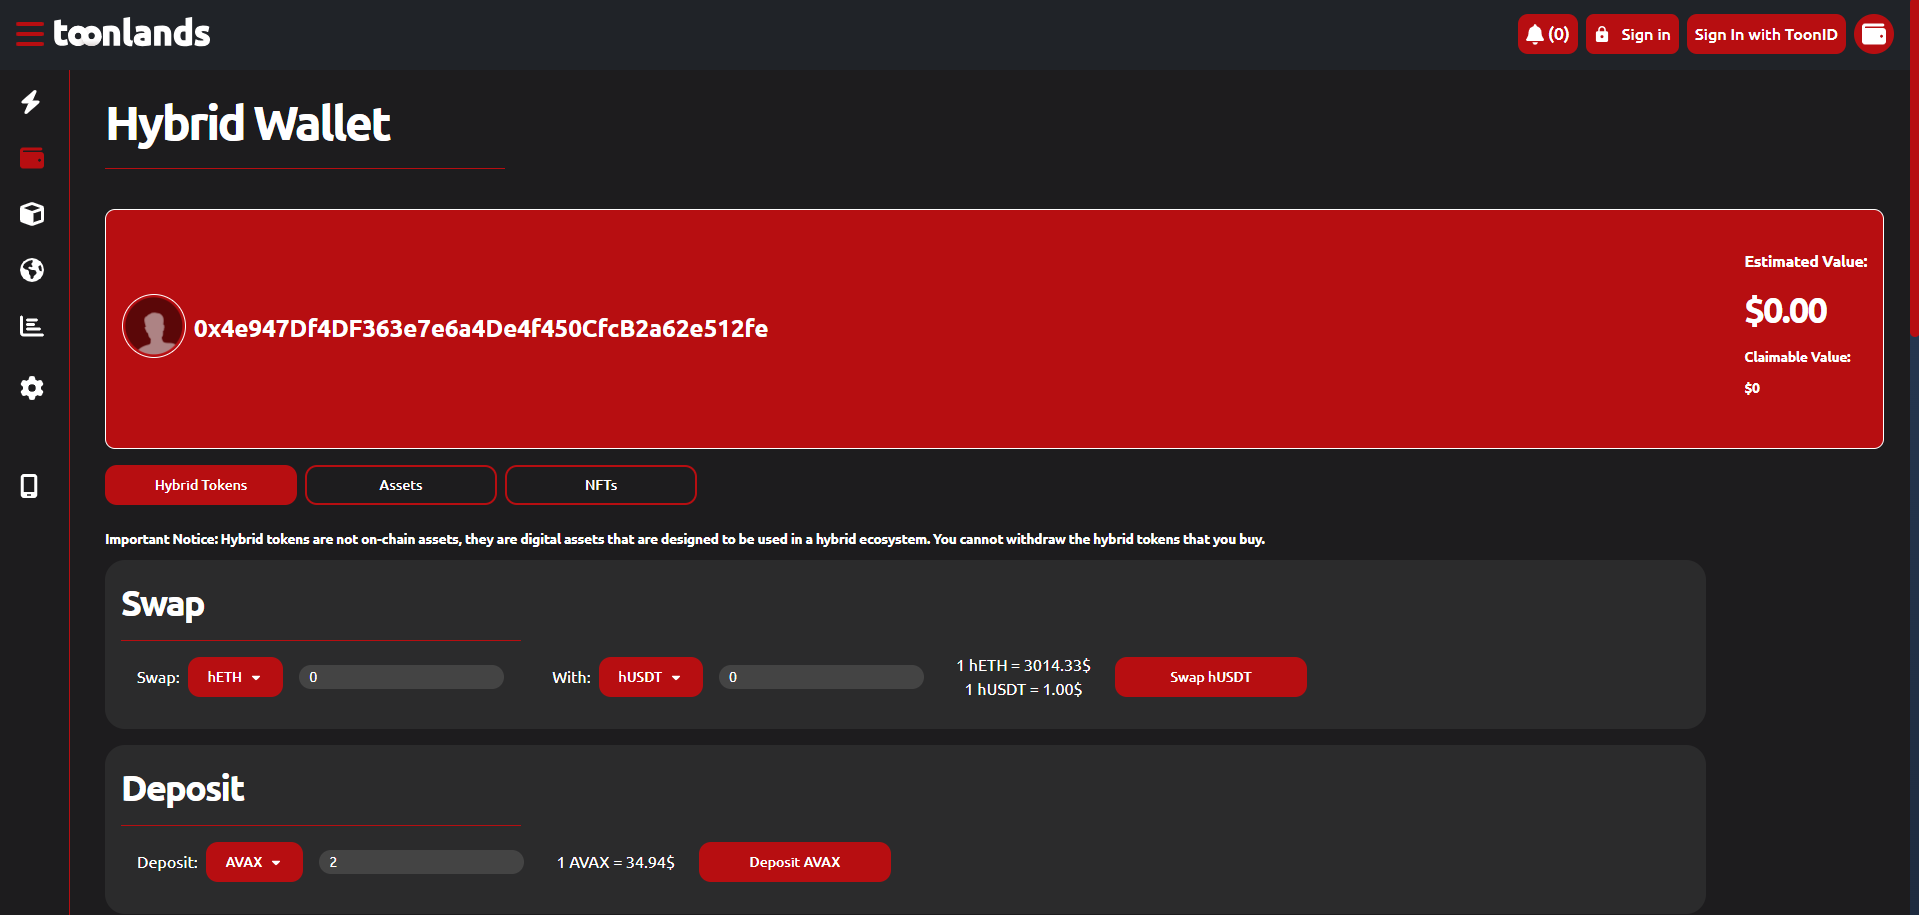 toonlands
(0)
Sign in
Sign In with ToonID
Hybrid Wallet
0x4e947Df4DF363e7e6a4De4f450CfcB2a62e512fe
Estimated Value:
$0.00
Claimable Value:
$0
Hybrid Tokens
Assets
NFTs
Important Notice: Hybrid tokens are not on-chain assets, they are digital assets that are designed to be used in a hybrid ecosystem. You cannot withdraw the hybrid tokens that you buy.
Swap
Swap: hETH 0 With: hUSDT 0
1 hETH = 3014.33$
1 hUSDT = 1.00$
Swap hUSDT
Deposit
Deposit: AVAX 2 1 AVAX = 34.94$ Deposit AVAX